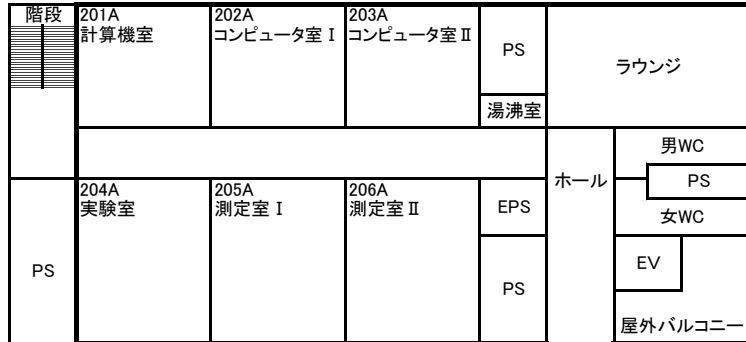 階段
201A
計算機室
202A
コンピュータ室Ⅰ
203A
コンピュータ室Ⅱ
PS
湯沸室
ラウンジ
ホール
男WC
PS
女WC
EV
屋外バルコニー
PS
204A
実験室
205A
測定室Ⅰ
206A
測定室Ⅱ
EPS
PS